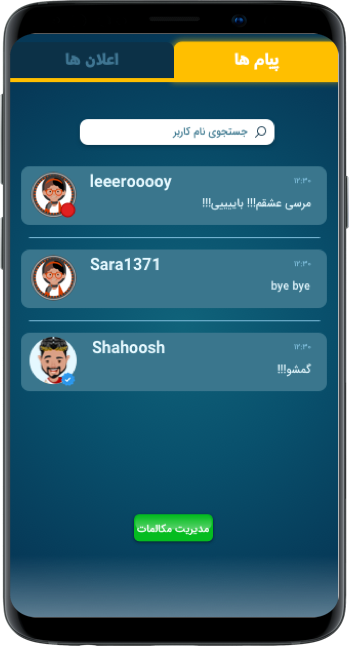 پیام ها
اعلان ها
جستجوی نام کاربر
leeerooooy
۱۲:۳۰
مرسی عشقم!!! باییییی!!!
Sara1371
۱۲:۳۰
bye bye
Shahoosh
۱۲:۳۰
گمشو!!!
مدیریت مکالمات